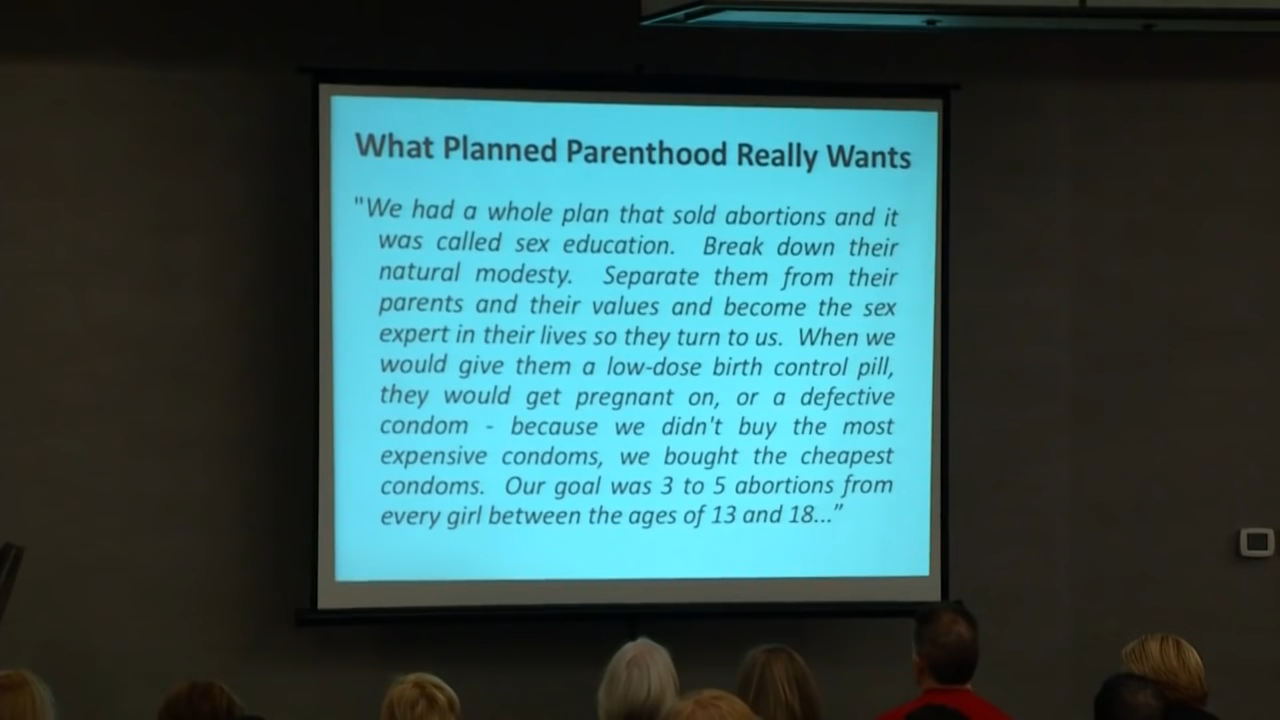 What Planned Parenthood Really Wants
"We had a whole plan that sold abortions and it
was called sex education. Break down their
natural modesty. Separate them from their
parents and their values and become the sex
expert in their lives so they turn to us. When we
would give them a low-dose birth control pill,
they would get pregnant on, or a defective
condom - because we didn't buy the most
expensive condoms, we bought the cheapest
condoms. Our goal was 3 to 5 abortions from
every girl between the ages of 13 and 18..."